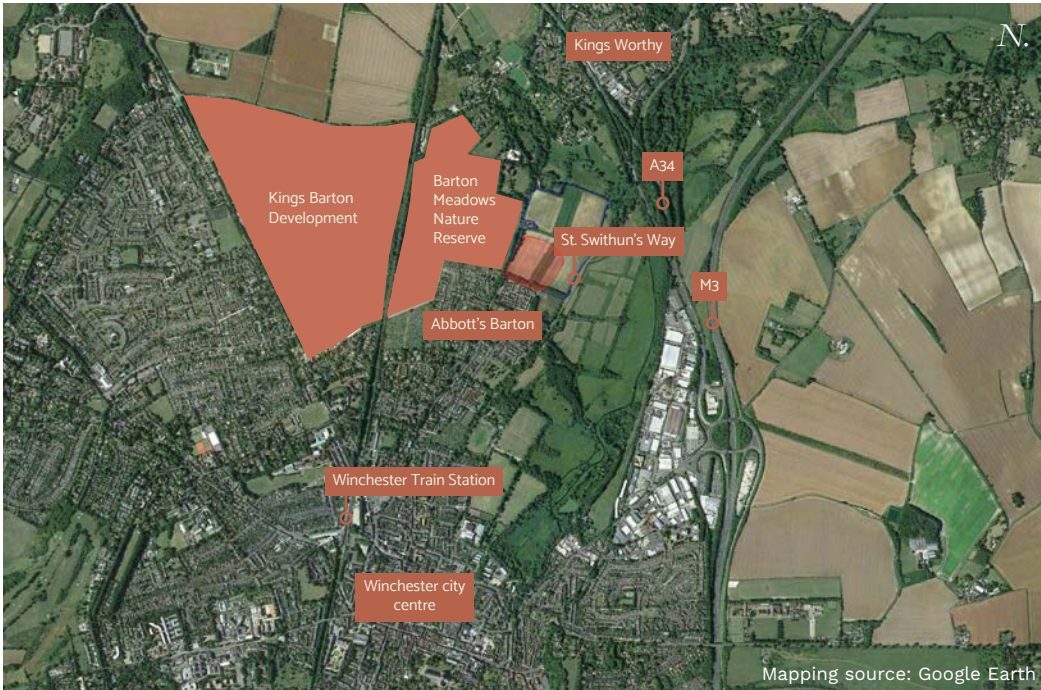 Kings Worthy
N.
A34
Barton
Meadows
Nature
Reserve
Kings Barton
Development
St. Swithun's Way
M3
Abbott's Barton
Winchester Train Station
Winchester city
centre
Mapping source: Google Earth